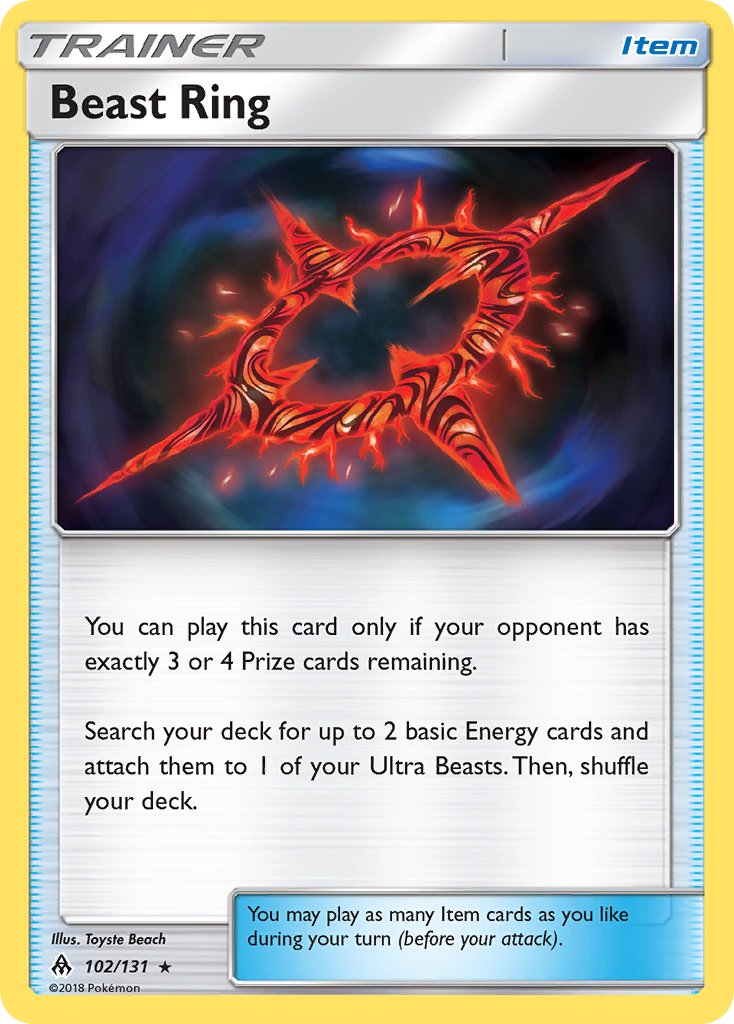 TRAINER
Item
Beast Ring
You can play this card only if your opponent has
exactly 3 or 4 Prize cards remaining.
Search your deck for up to 2 basic Energy cards and
attach them to 1 of your Ultra Beasts. Then, shuffle
your deck.
You may play as many Item cards as you like
during your turn (before your attack).
Illus. Toyste Beach
102/131 ★
©2018 Pokémon